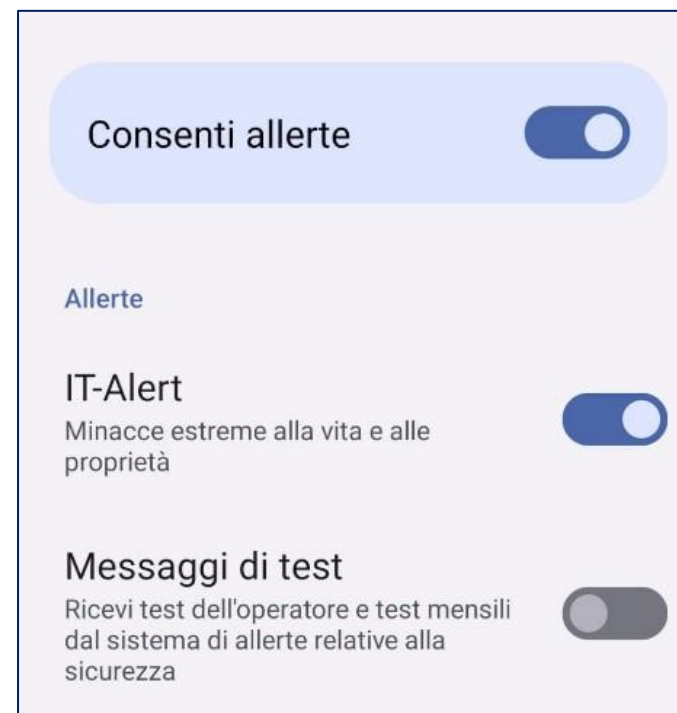 Consenti allerte
Allerte
IT-Alert
Minacce estreme alla vita e alle
proprietà
Messaggi di test
Ricevi test dell'operatore e test mensili
dal sistema di allerte relative alla
sicurezza